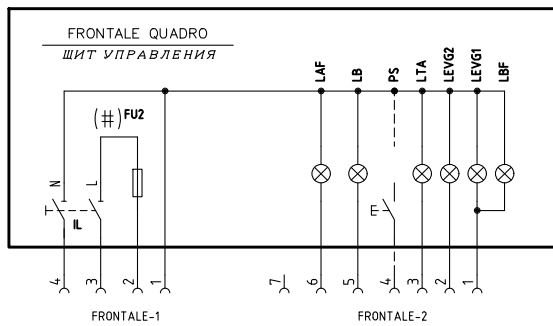 FRONTALE QUADRO
ЩИТ УПРАВЛЕНИЯ
LAF LB PS LTA LEVG2 LEVG1 LBF
(#) FU2
N L
IL
4 3 2 1 7 6 5 4 3 2 1
FRONTALE-1 FRONTALE-2